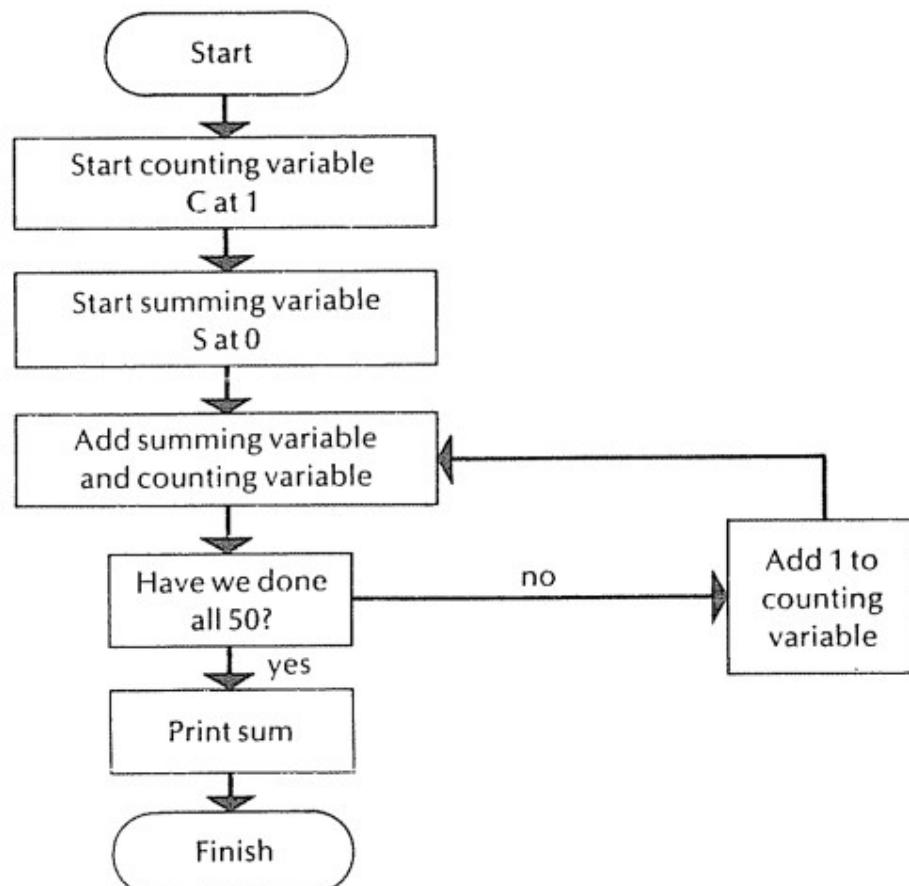 Start
Start counting variable
C at 1
Start summing variable
S at 0
Add summing variable
and counting variable
Have we done
all 50?
no
Add 1 to
counting
variable
yes
Print sum
Finish